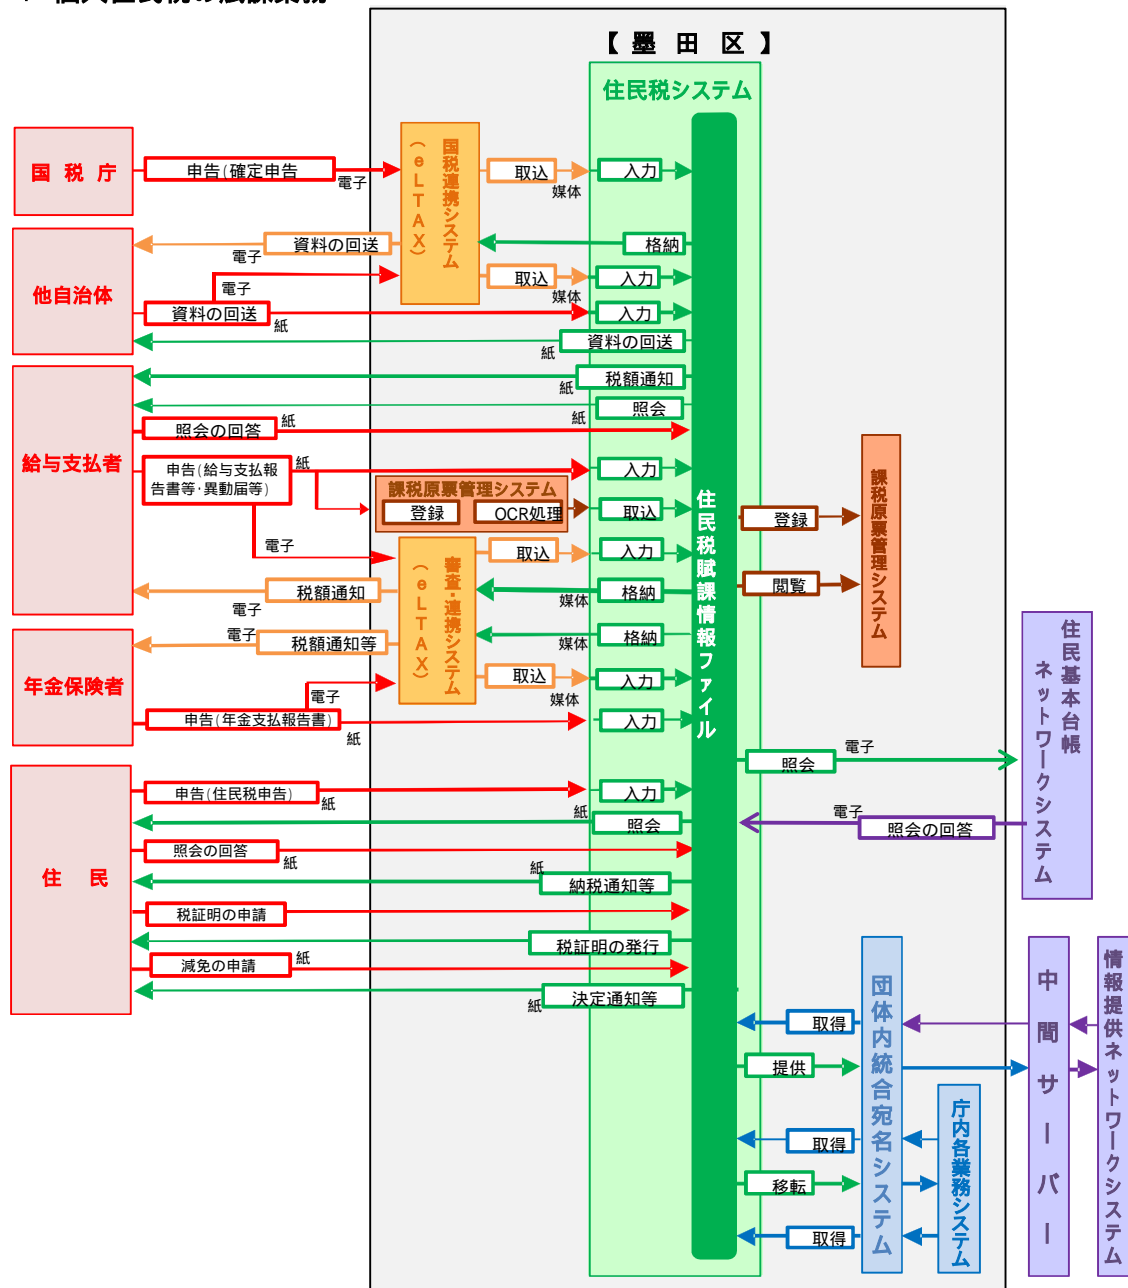 【 墨 田 区 】
住民税システム
国 税 庁
申告(確定申告
電子
国税連携システム
(eLTAX)
取込
媒体
入力
他自治体
資料の回送
電子
格納
電子
取込
媒体
入力
資料の回送
紙
入力
資料の回送
紙
給与支払者
税額通知
紙
照会
紙
照会の回答
紙
申告(給与支払報
告書等・異動届等)
紙
入力
課税原票管理システム
登録
OCR処理
取込
電子
審査・連携システム
(eLTAX)
取込
入力
税額通知
電子
媒体
格納
住民税賦課情報ファイル
登録
閲覧
課税原票管理システム
年金保険者
電子
税額通知等
媒体
格納
取込
媒体
入力
電子
申告(年金支払報告書)
紙
入力
照会
電子
住民基本台帳
ネットワークシステム
電子
照会の回答
住 民
申告(住民税申告)
紙
入力
紙
照会
照会の回答
紙
紙
納税通知等
税証明の申請
税証明の発行
減免の申請
紙
決定通知等
紙
取得
提供
取得
移転
取得
団体内統合宛名システム
庁内各業務システム
中間サーバー
情報提供ネットワークシステム